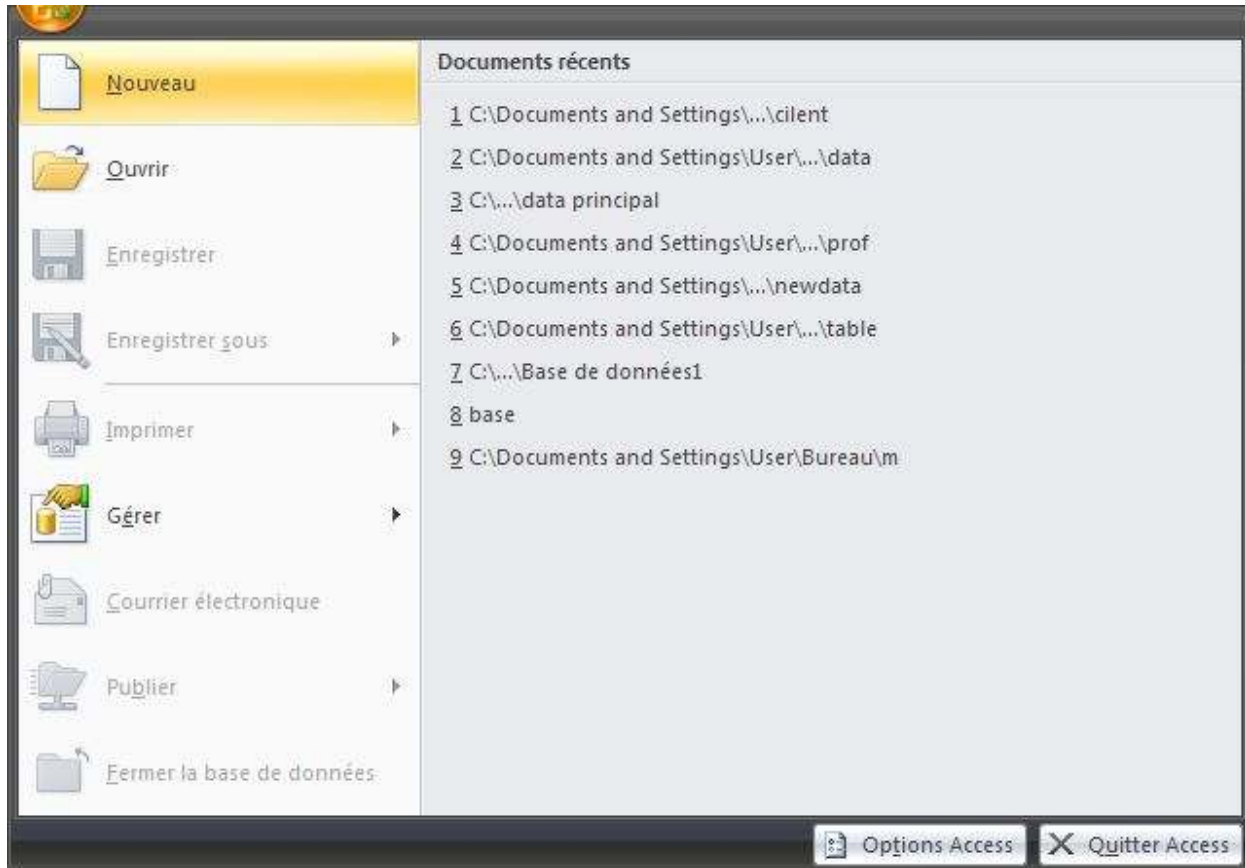 Nouveau
Ouvrir
Enregistrer
Enregistrer sous
Imprimer
Gérer
Courrier électronique
Publier
Fermer la base de données
Documents récents
1 C:\Documents and Settings\...\cilent
2 C:\Documents and Settings\User\...\data
3 C:\...\data principal
4 C:\Documents and Settings\User\...\prof
5 C:\Documents and Settings\...\newdata
6 C:\Documents and Settings\User\...\table
7 C:\...\Base de données1
8 base
9 C:\Documents and Settings\User\Bureau\m
Options Access
Quitter Access